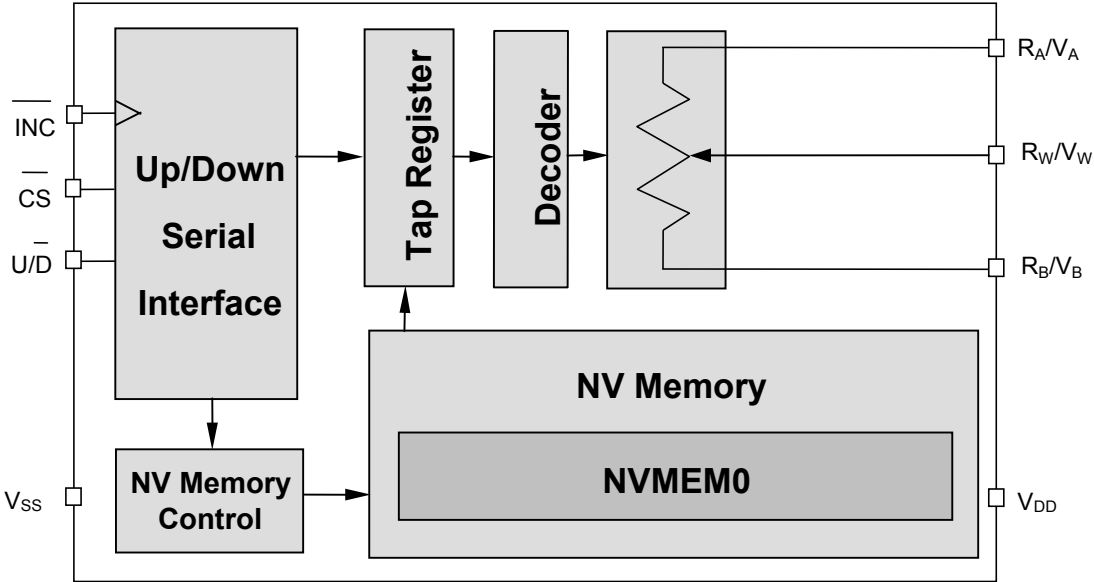 INC
CS
U/D
Up/Down
Serial
Interface
Tap Register
Decoder
RA/VA
RW/VW
RB/VB
NV Memory
NVMEM0
NV Memory
Control
VSS
VDD